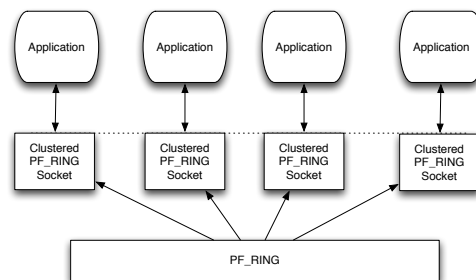 Application Application Application Application
Clustered Clustered Clustered Clustered
PF_RING PF_RING PF_RING PF_RING
Socket Socket Socket Socket
PF_RING